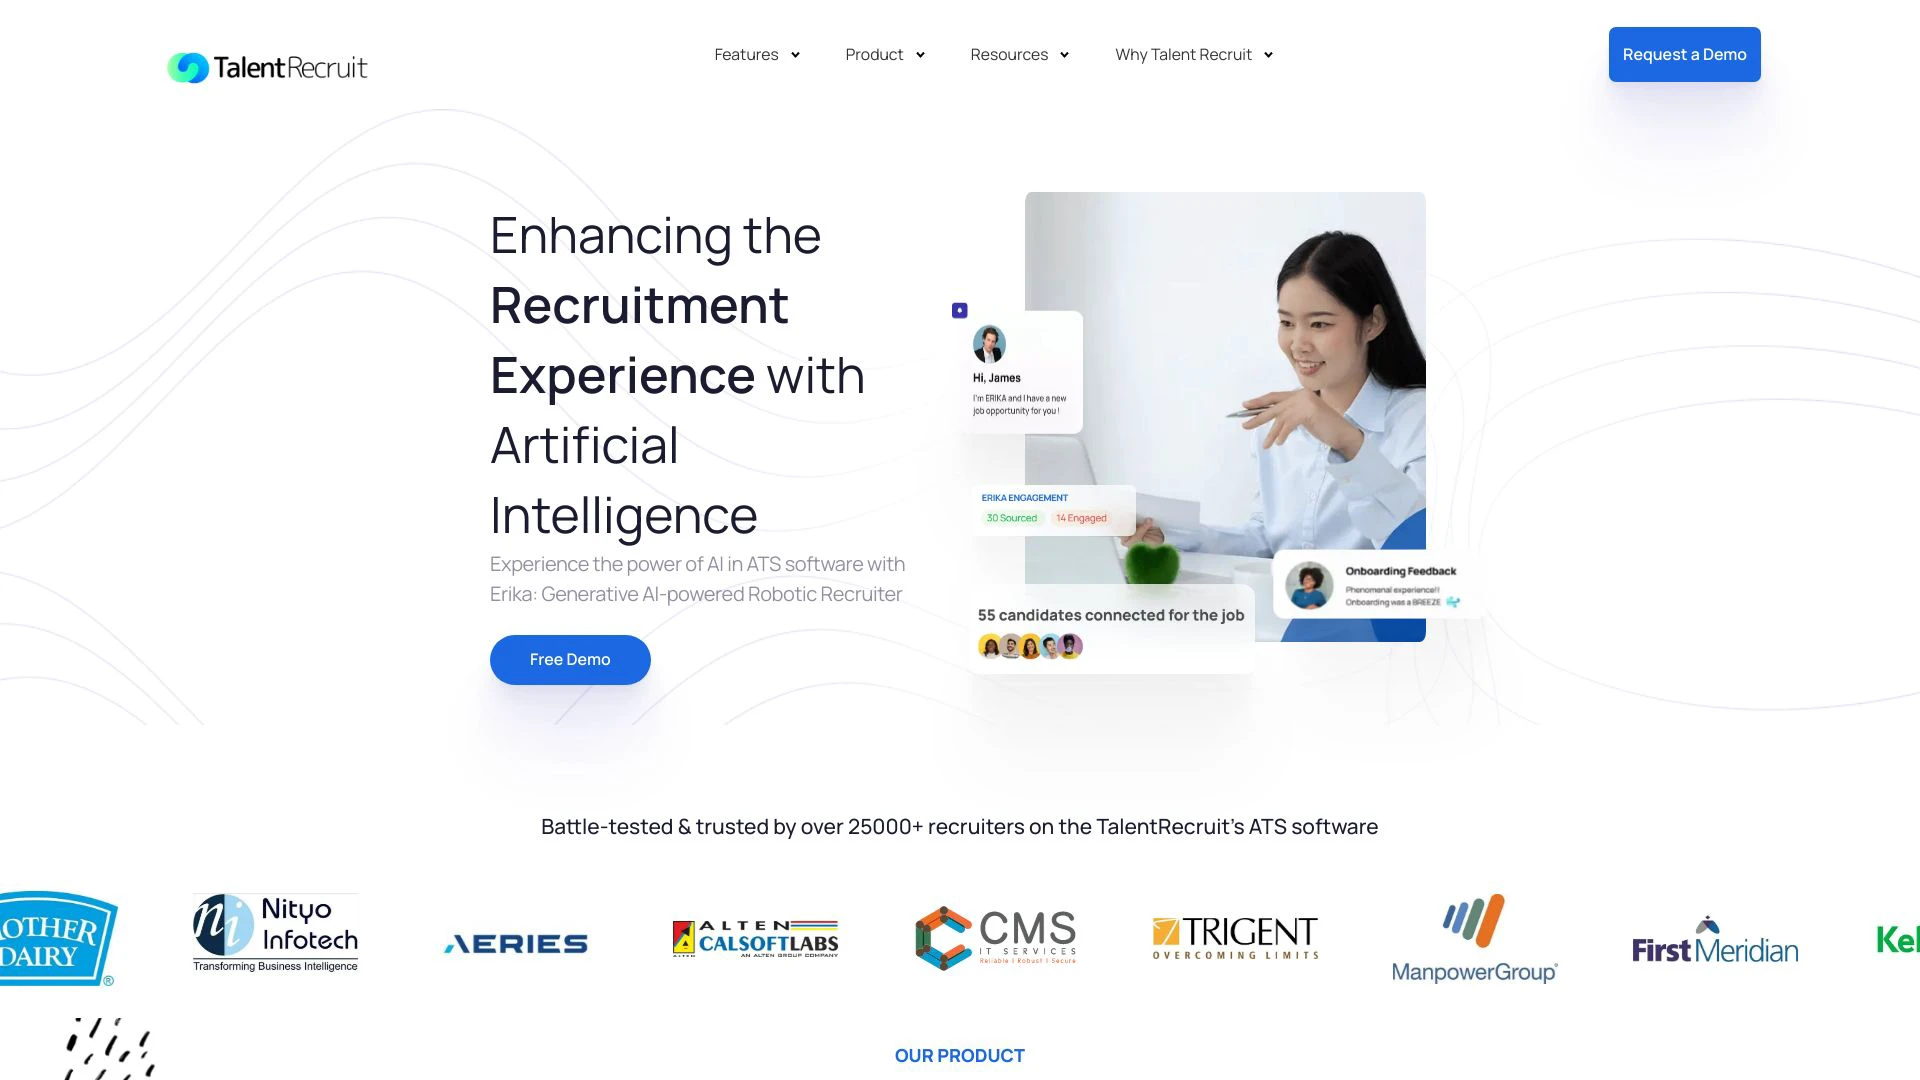 TalentRecruit
Features
Product
Resources
Why Talent Recruit
Request a Demo
Enhancing the
Recruitment
Experience with
Artificial
Intelligence
Experience the power of AI in ATS software with
Erika: Generative AI-powered Robotic Recruiter
Free Demo
Hi, James
I'm ERIKA and I have a new
job opportunity for you !
ERIKA ENGAGEMENT
30 Sourced 14 Engaged
55 candidates connected for the job
Onboarding Feedback
Phenomenal experience!!
Onboarding was a BREEZE
Battle-tested & trusted by over 25000+ recruiters on the TalentRecruit's ATS software
OTHER
DAIRY
®
ni
Nityo
Infotech
Transforming Business Intelligence
AERIES
ALTEN
ALTEN
CALSOFTLABS
AN ALTEN GROUP COMPANY
CMS
IT SERVICES
Reliable | Robust | Secure
TRIGENT
OVERCOMING LIMITS
ManpowerGroup®
FirstMeridian
Kel
OUR PRODUCT